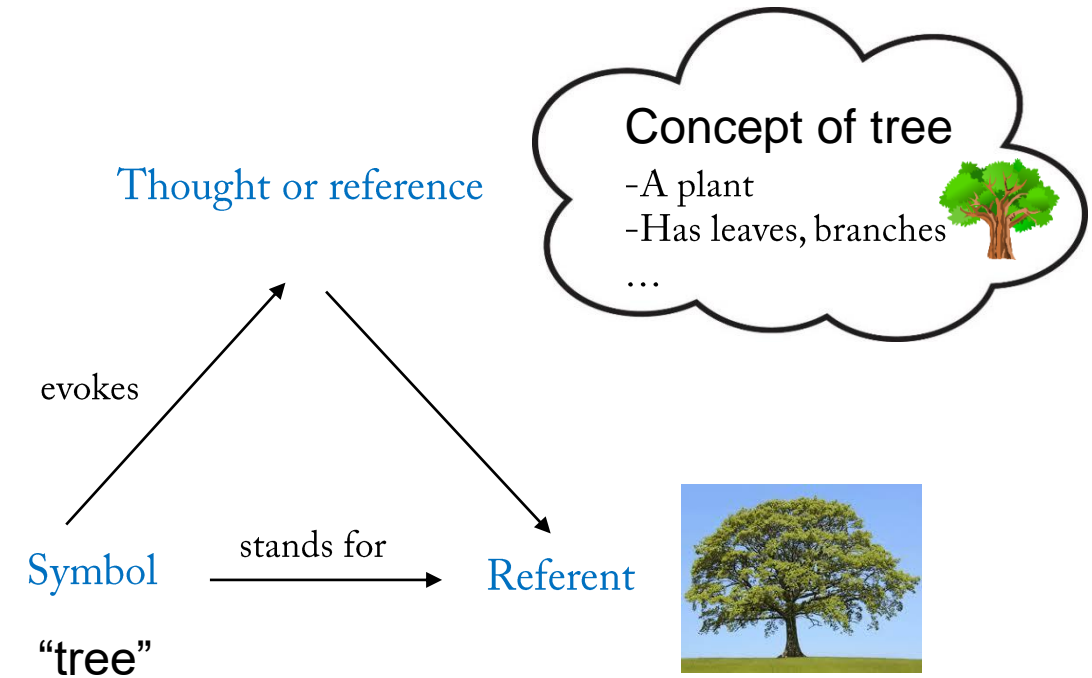 Concept of tree
-A plant
-Has leaves, branches
…
Thought or reference
evokes
stands for
Symbol
Referent
“tree”